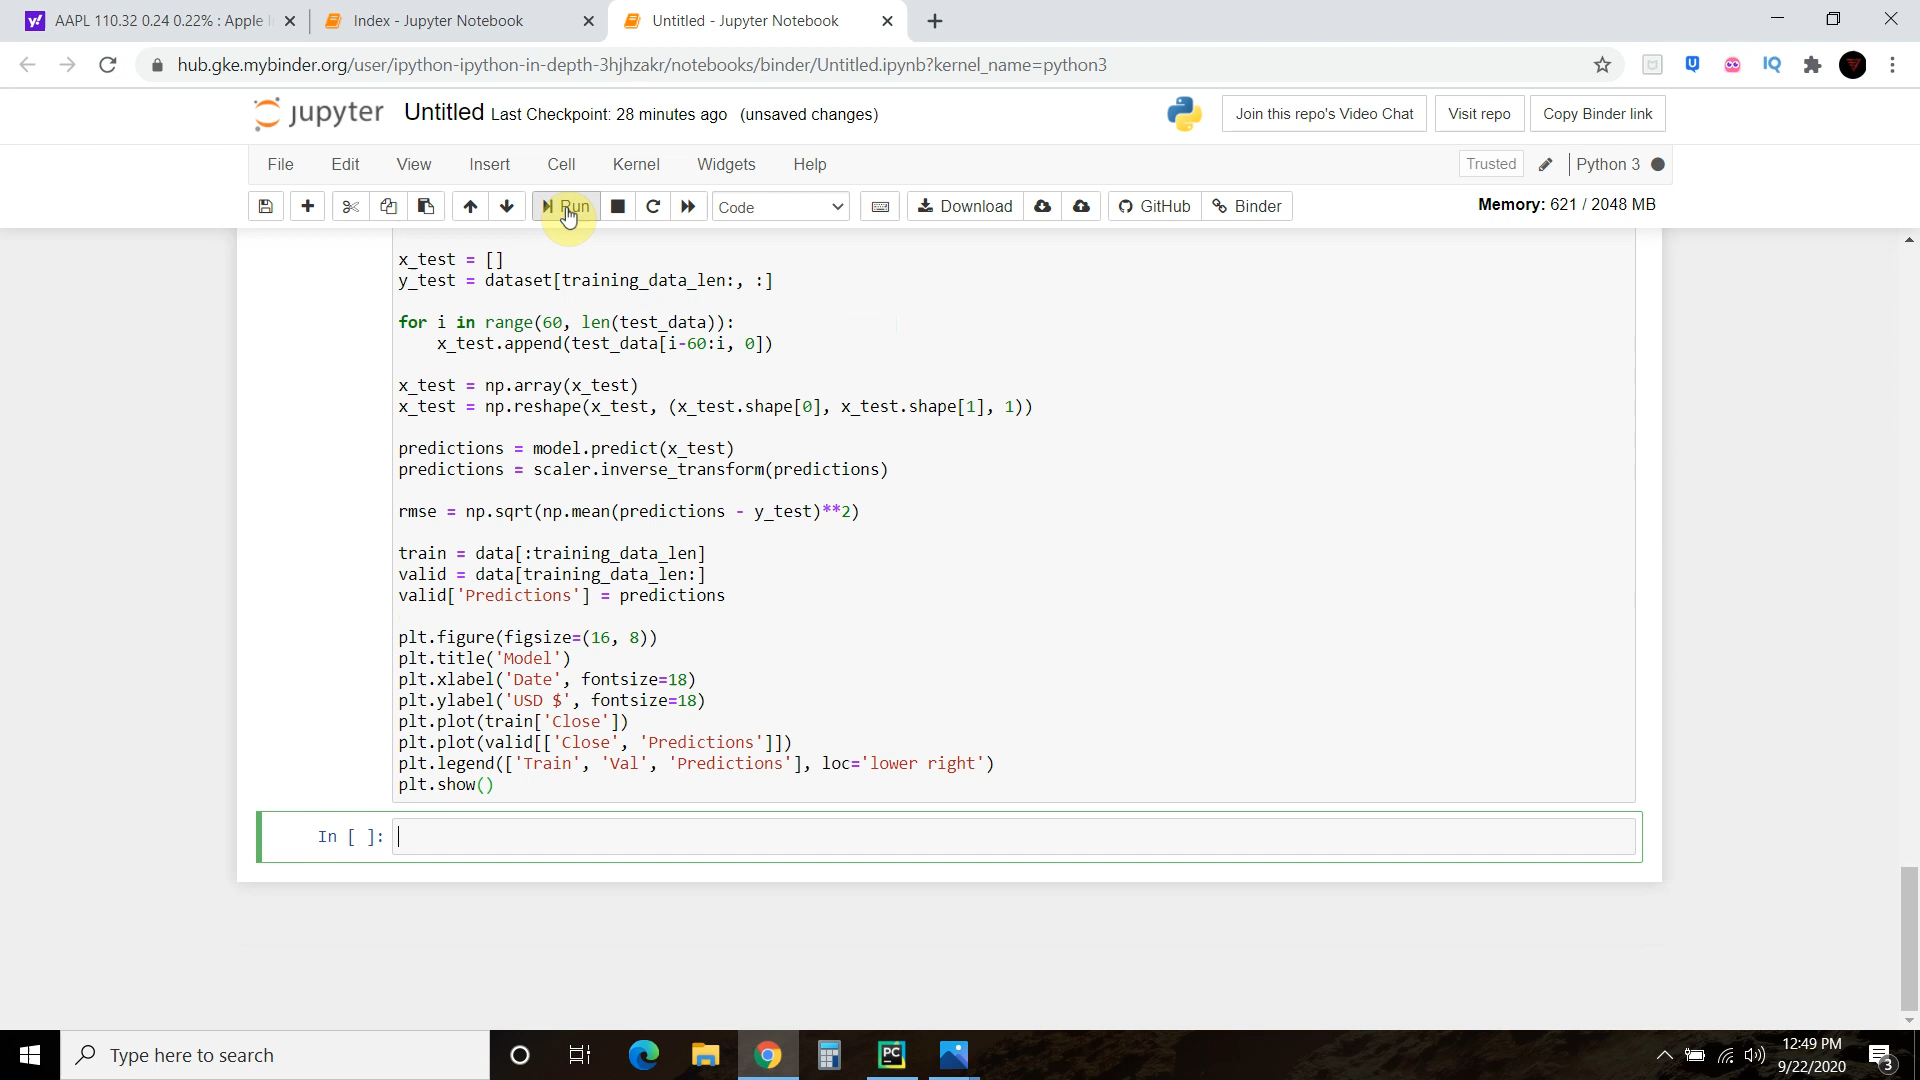 AAPL 110.32 0.24 0.22% : Apple
Index - Jupyter Notebook
Untitled - Jupyter Notebook
hub.gke.mybinder.org/user/ipython-ipython-in-depth-3hjhzakr/notebooks/binder/Untitled.ipynb?kernel_name=python3
jupyter Untitled Last Checkpoint: 28 minutes ago (unsaved changes)
Join this repo's Video Chat
Visit repo
Copy Binder link
File Edit View Insert Cell Kernel Widgets Help
Trusted
Python 3
Run
Code
Download
GitHub
Binder
Memory: 621 / 2048 MB
x_test = []
y_test = dataset[training_data_len:, :]
for i in range(60, len(test_data)):
    x_test.append(test_data[i-60:i, 0])
x_test = np.array(x_test)
x_test = np.reshape(x_test, (x_test.shape[0], x_test.shape[1], 1))
predictions = model.predict(x_test)
predictions = scaler.inverse_transform(predictions)
rmse = np.sqrt(np.mean(predictions - y_test)**2)
train = data[:training_data_len]
valid = data[training_data_len:]
valid['Predictions'] = predictions
plt.figure(figsize=(16, 8))
plt.title('Model')
plt.xlabel('Date', fontsize=18)
plt.ylabel('USD $', fontsize=18)
plt.plot(train['Close'])
plt.plot(valid[['Close', 'Predictions']])
plt.legend(['Train', 'Val', 'Predictions'], loc='lower right')
plt.show()
In [ ]:
Type here to search
PC
12:49 PM
9/22/2020
3